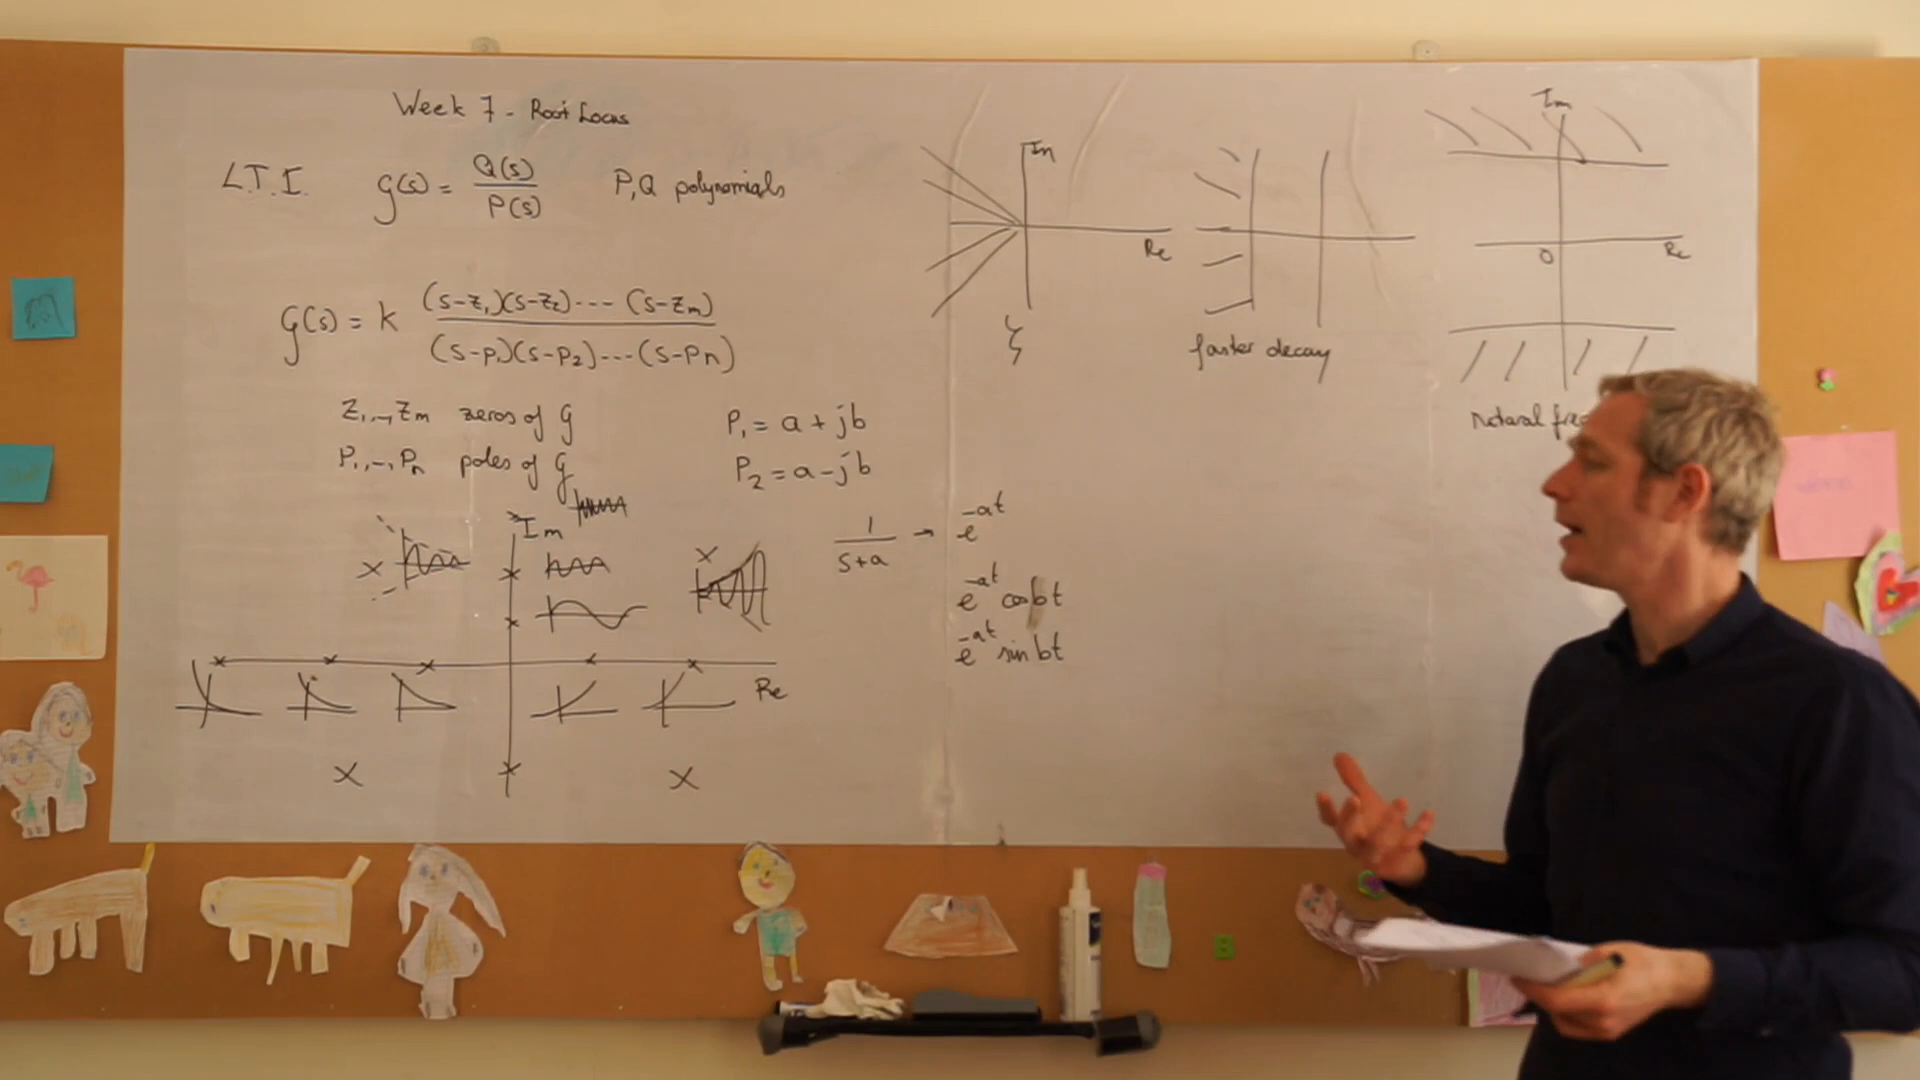 Week 7 - Root Locus
L.T.I. g(s) = Q(s) / P(s) P,Q polynomials
g(s) = k (s-z₁)(s-z₂)---(s-zm) / (s-p₁)(s-p₂)---(s-pn)
z₁,-,zm zeros of g
P₁,-,Pn poles of g
P₁ = a + jb
P₂ = a - jb
Im
Re
1 / s+a → e^-at
e^-at cos bt
e^-at sin bt
Im
Re
ζ
faster decay
Im
Re
0
Natural